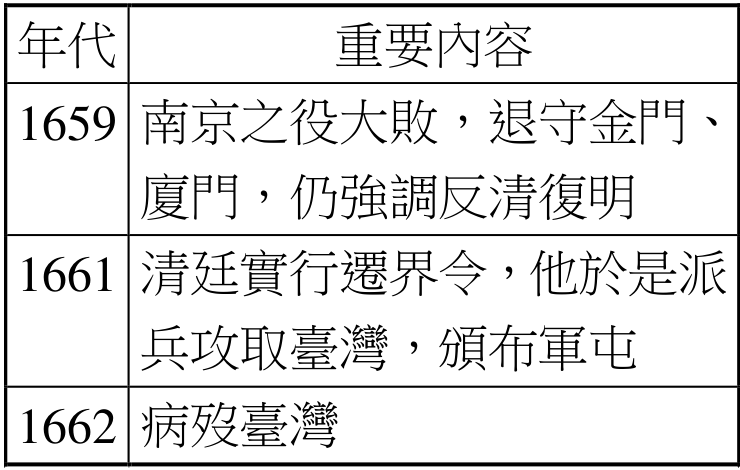 年代 重要內容
1659 南京之役大敗，退守金門、
廈門，仍強調反清復明
1661 清廷實行遷界令，他於是派
兵攻取臺灣，頒布軍屯
1662 病歿臺灣